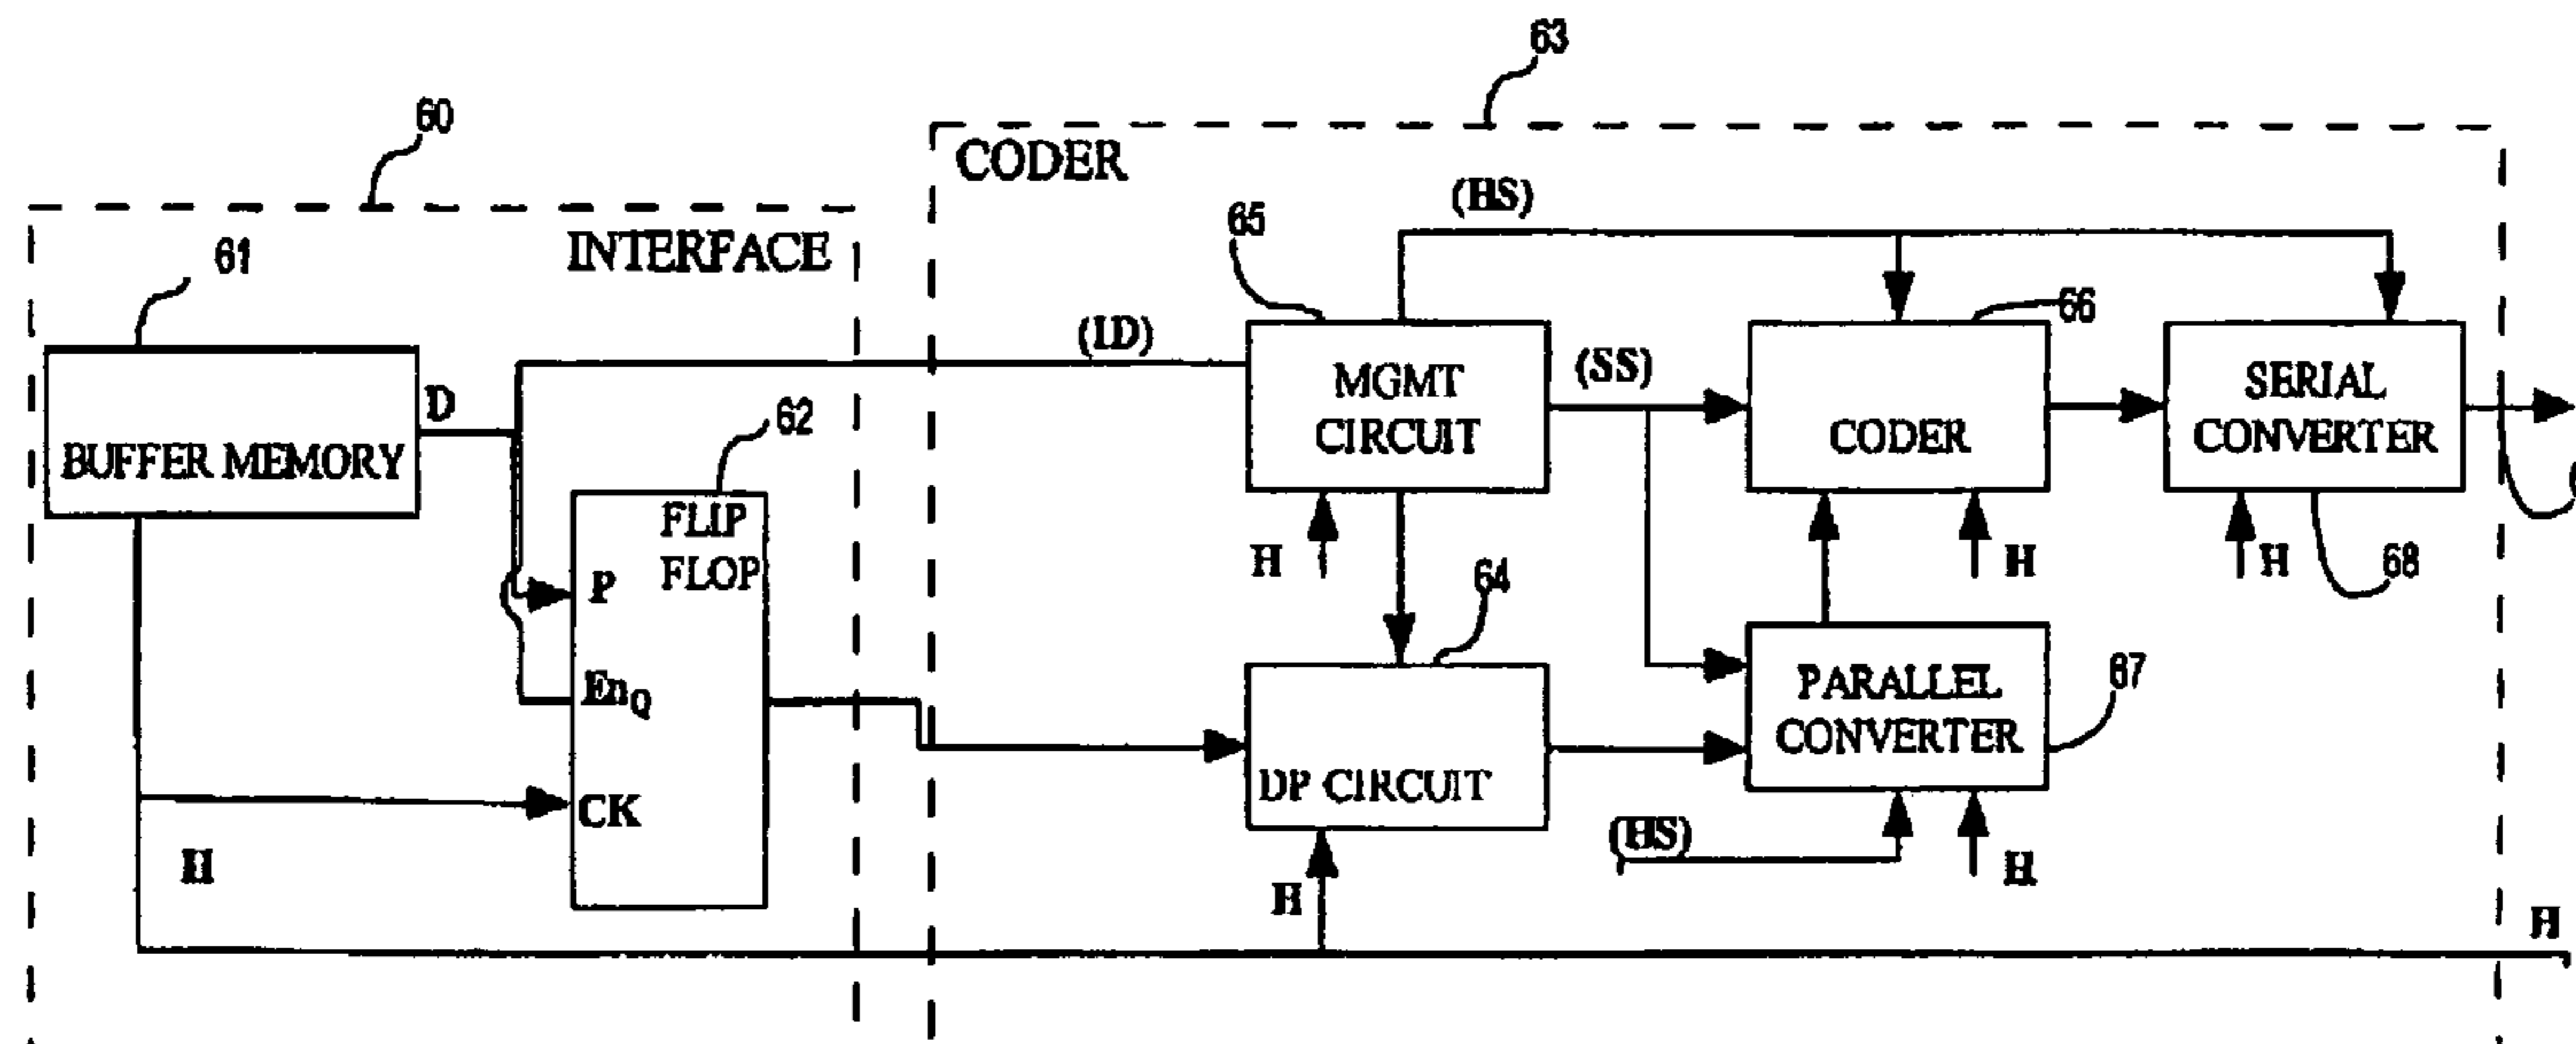 63
60
CODER
(HS)
65
61
INTERFACE
66
(ID)
MGMT
CIRCUIT
(SS)
CODER
SERIAL
CONVERTER
D
62
BUFFER MEMORY
FLIP
FLOP
P
H
H
H
68
64
EnQ
PARALLEL
CONVERTER
67
DP CIRCUIT
CK
(HS)
H
H
H
H